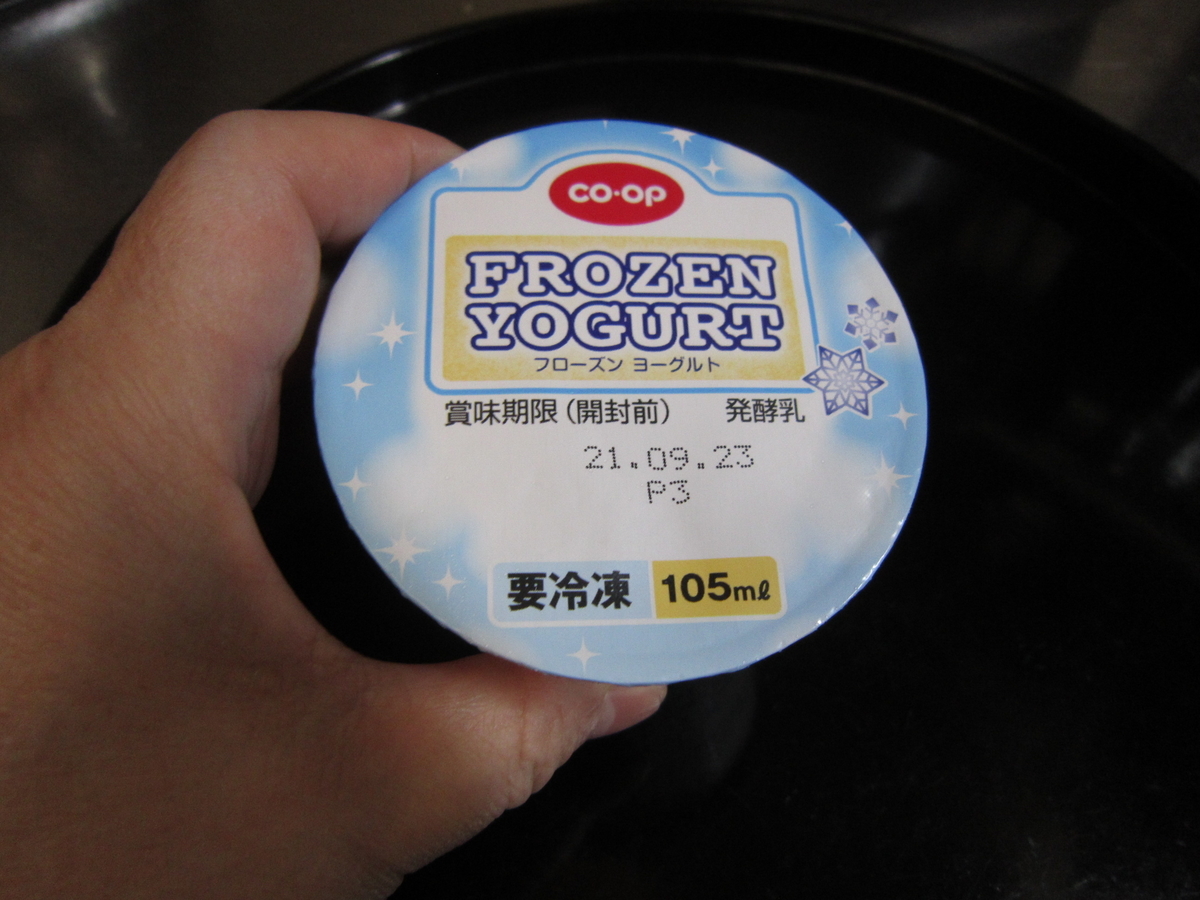 CO·OP
FROZEN
YOGURT
フローズン ヨーグルト
賞味期限(開封前) 発酵乳
21.09.23
P3
要冷凍 105mℓ